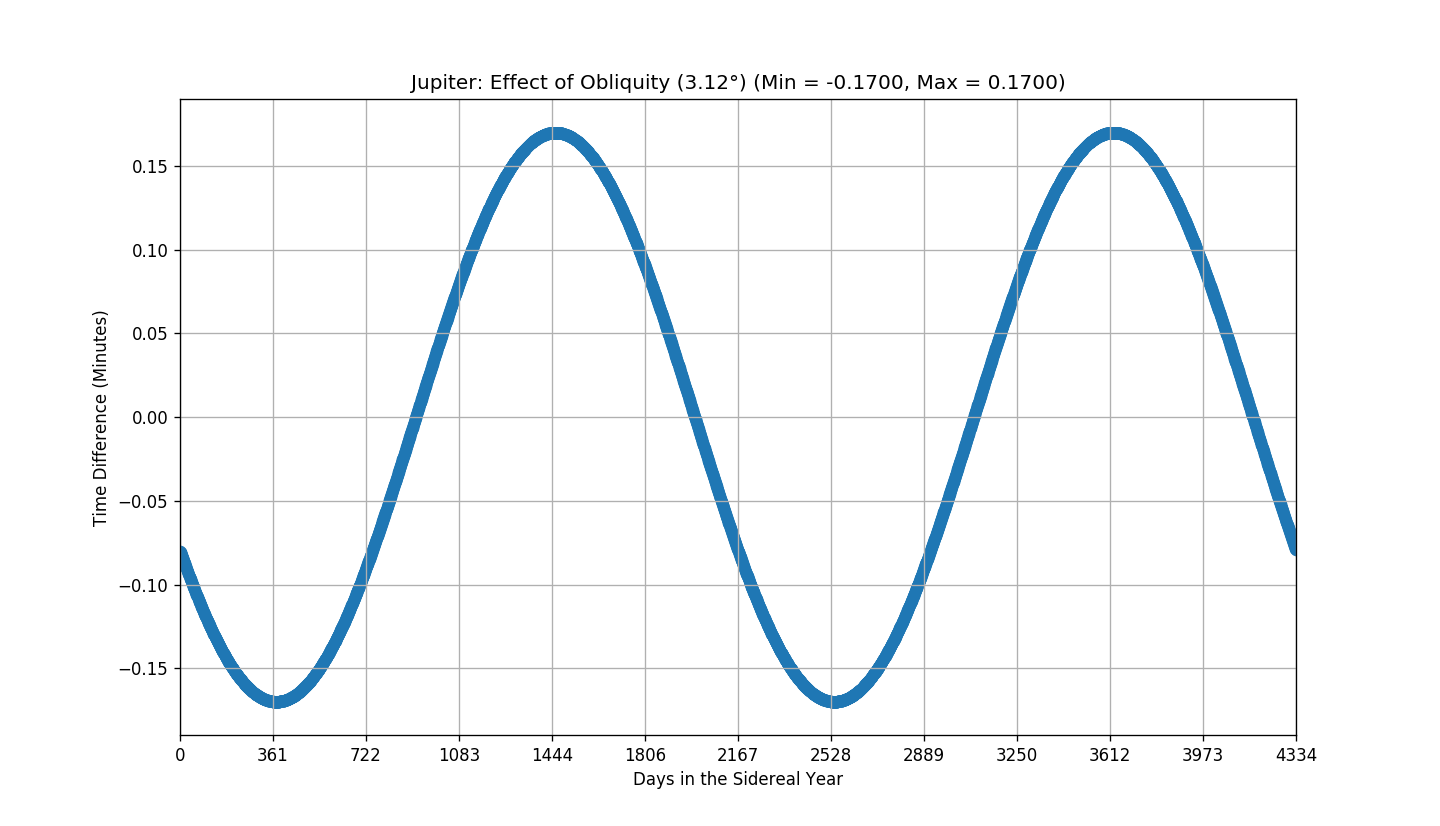 Jupiter: Effect of Obliquity (3.12°) (Min = -0.1700, Max = 0.1700)
0.15
0.10
0.05
0.00
−0.05
−0.10
−0.15
Time Difference (Minutes)
0 361 722 1083 1444 1806 2167 2528 2889 3250 3612 3973 4334
Days in the Sidereal Year